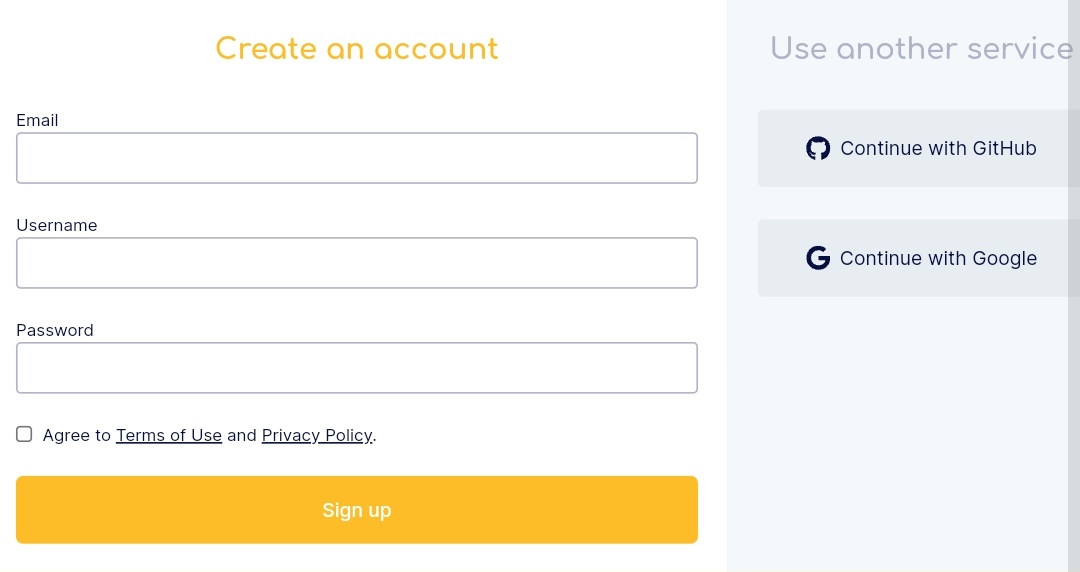 Create an account
Email
Username
Password
Agree to Terms of Use and Privacy Policy.
Sign up
Use another service
Continue with GitHub
Continue with Google